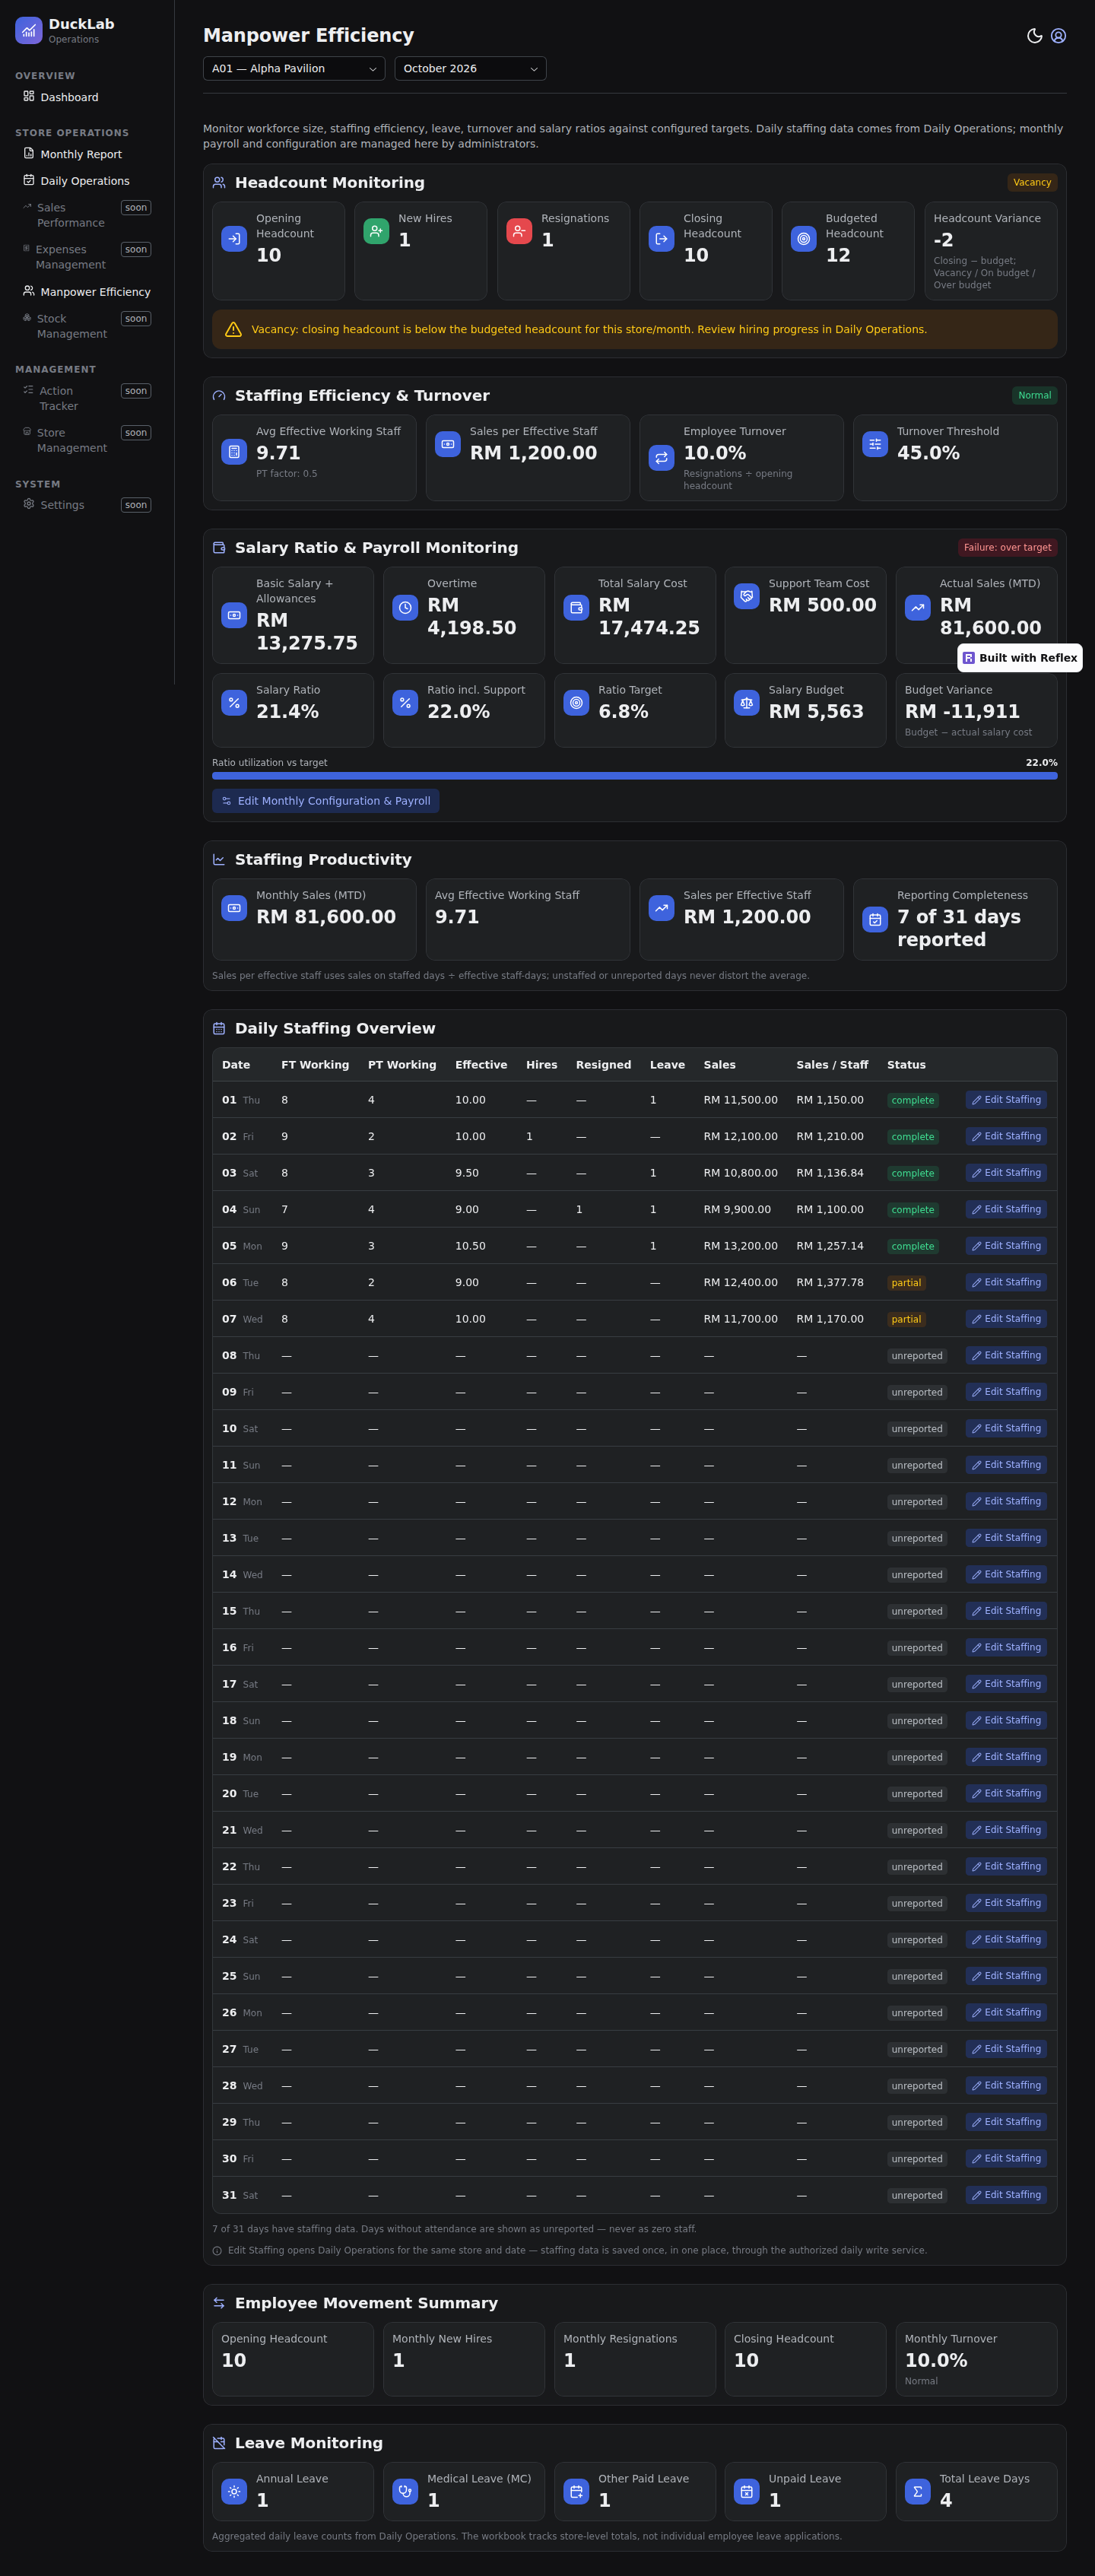 DuckLab
Operations
OVERVIEW
Dashboard
STORE OPERATIONS
Monthly Report
Daily Operations
Sales
Performance
soon
Expenses
Management
soon
Manpower Efficiency
Stock
Management
soon
MANAGEMENT
Action
Tracker
soon
Store
Management
soon
SYSTEM
Settings
soon
Manpower Efficiency
A01 — Alpha Pavilion
October 2026
Monitor workforce size, staffing efficiency, leave, turnover and salary ratios against configured targets. Daily staffing data comes from Daily Operations; monthly
payroll and configuration are managed here by administrators.
Headcount Monitoring
Vacancy
Opening
Headcount
10
New Hires
1
Resignations
1
Closing
Headcount
10
Budgeted
Headcount
12
Headcount Variance
-2
Closing − budget;
Vacancy / On budget /
Over budget
Vacancy: closing headcount is below the budgeted headcount for this store/month. Review hiring progress in Daily Operations.
Staffing Efficiency & Turnover
Normal
Avg Effective Working Staff
9.71
PT factor: 0.5
Sales per Effective Staff
RM 1,200.00
Employee Turnover
10.0%
Resignations ÷ opening
headcount
Turnover Threshold
45.0%
Salary Ratio & Payroll Monitoring
Failure: over target
Basic Salary +
Allowances
RM
13,275.75
Overtime
RM
4,198.50
Total Salary Cost
RM
17,474.25
Support Team Cost
RM 500.00
Actual Sales (MTD)
RM
81,600.00
Built with Reflex
Salary Ratio
21.4%
Ratio incl. Support
22.0%
Ratio Target
6.8%
Salary Budget
RM 5,563
Budget Variance
RM -11,911
Budget − actual salary cost
Ratio utilization vs target
22.0%
Edit Monthly Configuration & Payroll
Staffing Productivity
Monthly Sales (MTD)
RM 81,600.00
Avg Effective Working Staff
9.71
Sales per Effective Staff
RM 1,200.00
Reporting Completeness
7 of 31 days
reported
Sales per effective staff uses sales on staffed days ÷ effective staff-days; unstaffed or unreported days never distort the average.
Daily Staffing Overview
Date FT Working PT Working Effective Hires Resigned Leave Sales Sales / Staff Status
01 Thu 8 4 10.00 — — 1 RM 11,500.00 RM 1,150.00 complete Edit Staffing
02 Fri 9 2 10.00 1 — — RM 12,100.00 RM 1,210.00 complete Edit Staffing
03 Sat 8 3 9.50 — — 1 RM 10,800.00 RM 1,136.84 complete Edit Staffing
04 Sun 7 4 9.00 — 1 1 RM 9,900.00 RM 1,100.00 complete Edit Staffing
05 Mon 9 3 10.50 — — 1 RM 13,200.00 RM 1,257.14 complete Edit Staffing
06 Tue 8 2 9.00 — — — RM 12,400.00 RM 1,377.78 partial Edit Staffing
07 Wed 8 4 10.00 — — — RM 11,700.00 RM 1,170.00 partial Edit Staffing
08 Thu — — — — — — — — unreported Edit Staffing
09 Fri — — — — — — — — unreported Edit Staffing
10 Sat — — — — — — — — unreported Edit Staffing
11 Sun — — — — — — — — unreported Edit Staffing
12 Mon — — — — — — — — unreported Edit Staffing
13 Tue — — — — — — — — unreported Edit Staffing
14 Wed — — — — — — — — unreported Edit Staffing
15 Thu — — — — — — — — unreported Edit Staffing
16 Fri — — — — — — — — unreported Edit Staffing
17 Sat — — — — — — — — unreported Edit Staffing
18 Sun — — — — — — — — unreported Edit Staffing
19 Mon — — — — — — — — unreported Edit Staffing
20 Tue — — — — — — — — unreported Edit Staffing
21 Wed — — — — — — — — unreported Edit Staffing
22 Thu — — — — — — — — unreported Edit Staffing
23 Fri — — — — — — — — unreported Edit Staffing
24 Sat — — — — — — — — unreported Edit Staffing
25 Sun — — — — — — — — unreported Edit Staffing
26 Mon — — — — — — — — unreported Edit Staffing
27 Tue — — — — — — — — unreported Edit Staffing
28 Wed — — — — — — — — unreported Edit Staffing
29 Thu — — — — — — — — unreported Edit Staffing
30 Fri — — — — — — — — unreported Edit Staffing
31 Sat — — — — — — — — unreported Edit Staffing
7 of 31 days have staffing data. Days without attendance are shown as unreported — never as zero staff.
Edit Staffing opens Daily Operations for the same store and date — staffing data is saved once, in one place, through the authorized daily write service.
Employee Movement Summary
Opening Headcount
10
Monthly New Hires
1
Monthly Resignations
1
Closing Headcount
10
Monthly Turnover
10.0%
Normal
Leave Monitoring
Annual Leave
1
Medical Leave (MC)
1
Other Paid Leave
1
Unpaid Leave
1
Total Leave Days
4
Aggregated daily leave counts from Daily Operations. The workbook tracks store-level totals, not individual employee leave applications.